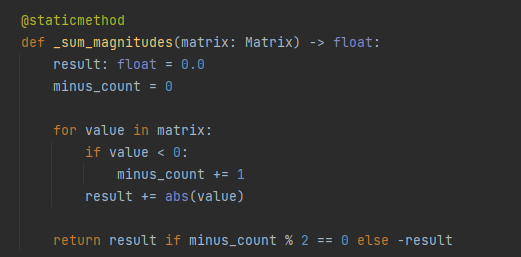 @staticmethod
def _sum_magnitudes(matrix: Matrix) -> float:
    result: float = 0.0
    minus_count = 0

    for value in matrix:
        if value < 0:
            minus_count += 1
        result += abs(value)

    return result if minus_count % 2 == 0 else -result